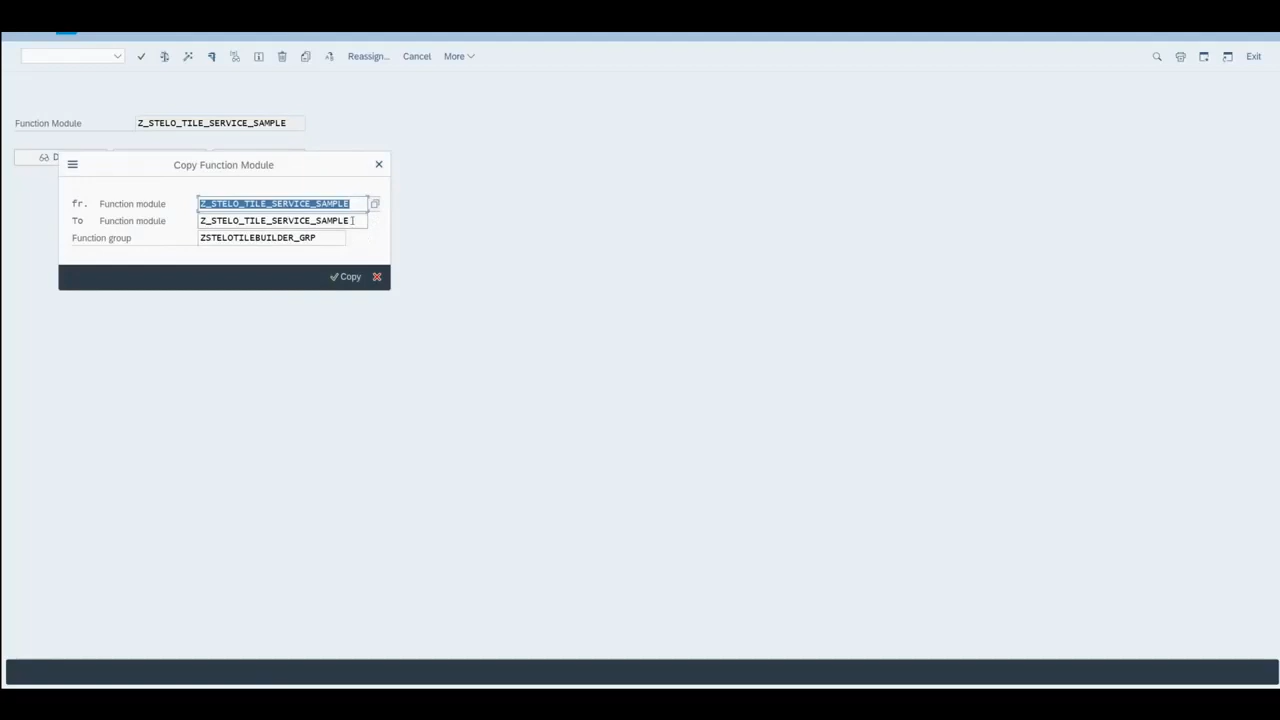 Reassign... Cancel More Exit
Function Module Z_STELO_TILE_SERVICE_SAMPLE
D
Copy Function Module
fr. Function module Z_STELO_TILE_SERVICE_SAMPLE
To Function module Z_STELO_TILE_SERVICE_SAMPLE
Function group ZSTELOTILEBUILDER_GRP
Copy